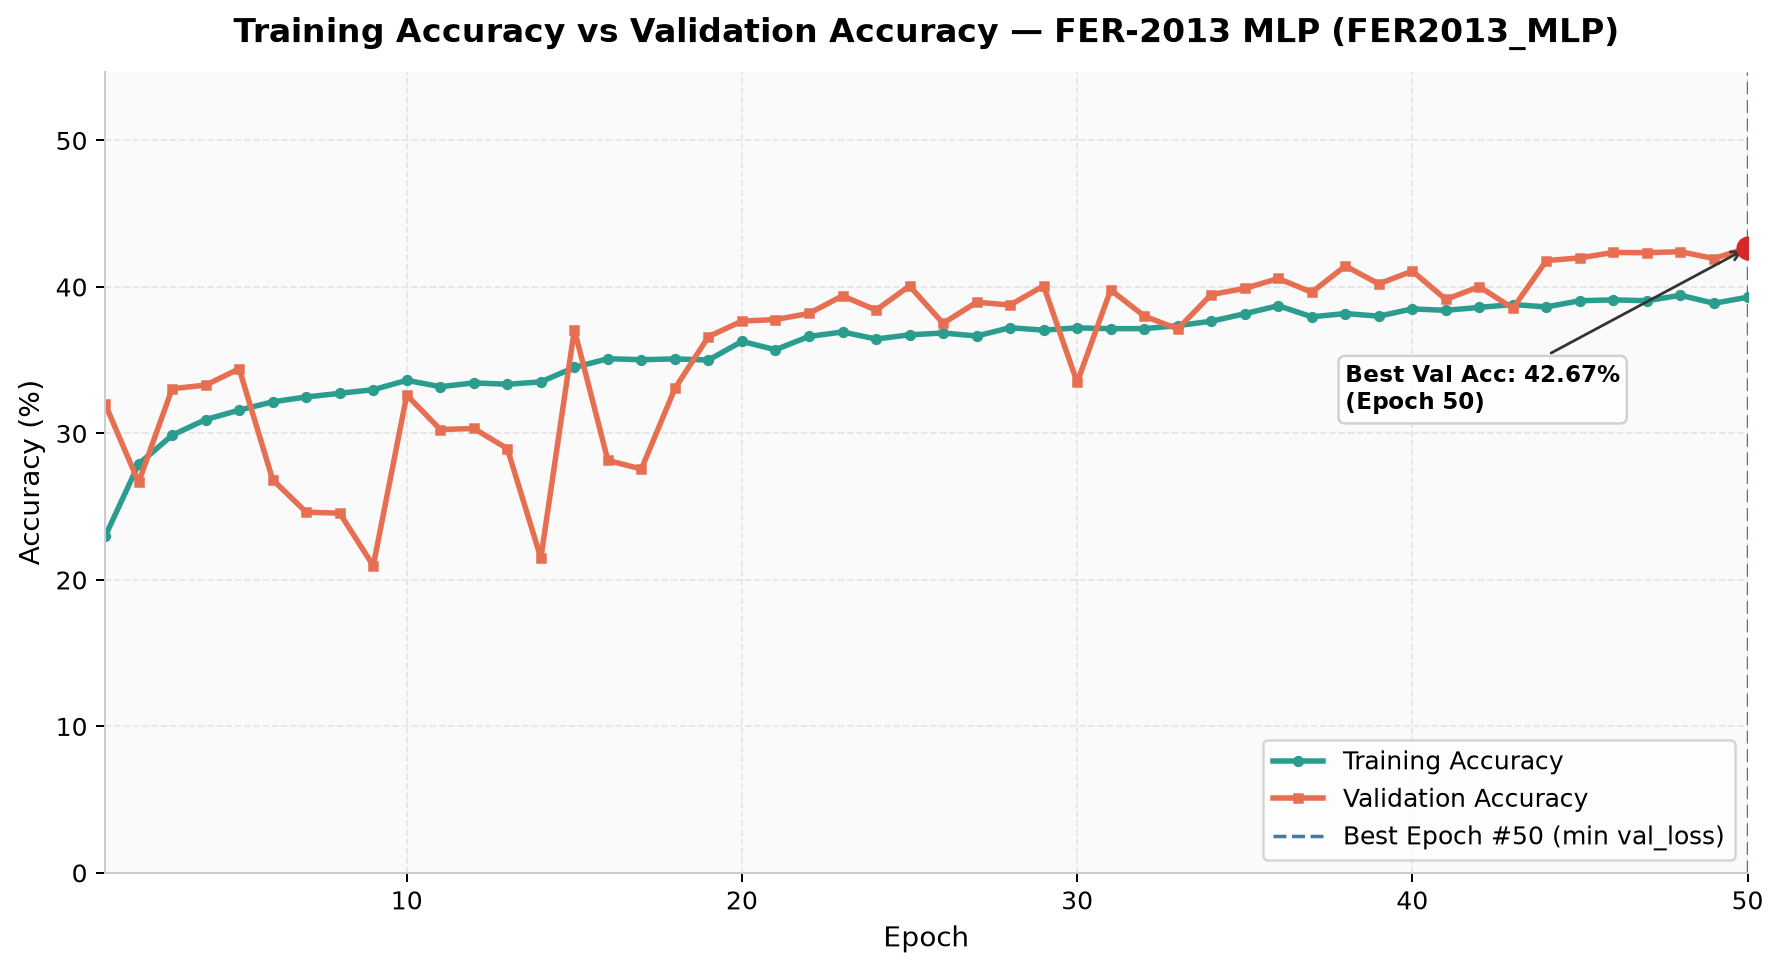 Training Accuracy vs Validation Accuracy — FER-2013 MLP (FER2013_MLP)
Accuracy (%)
50
40
30
20
10
0
Best Val Acc: 42.67%
(Epoch 50)
Training Accuracy
Validation Accuracy
Best Epoch #50 (min val_loss)
10 20 30 40 50
Epoch